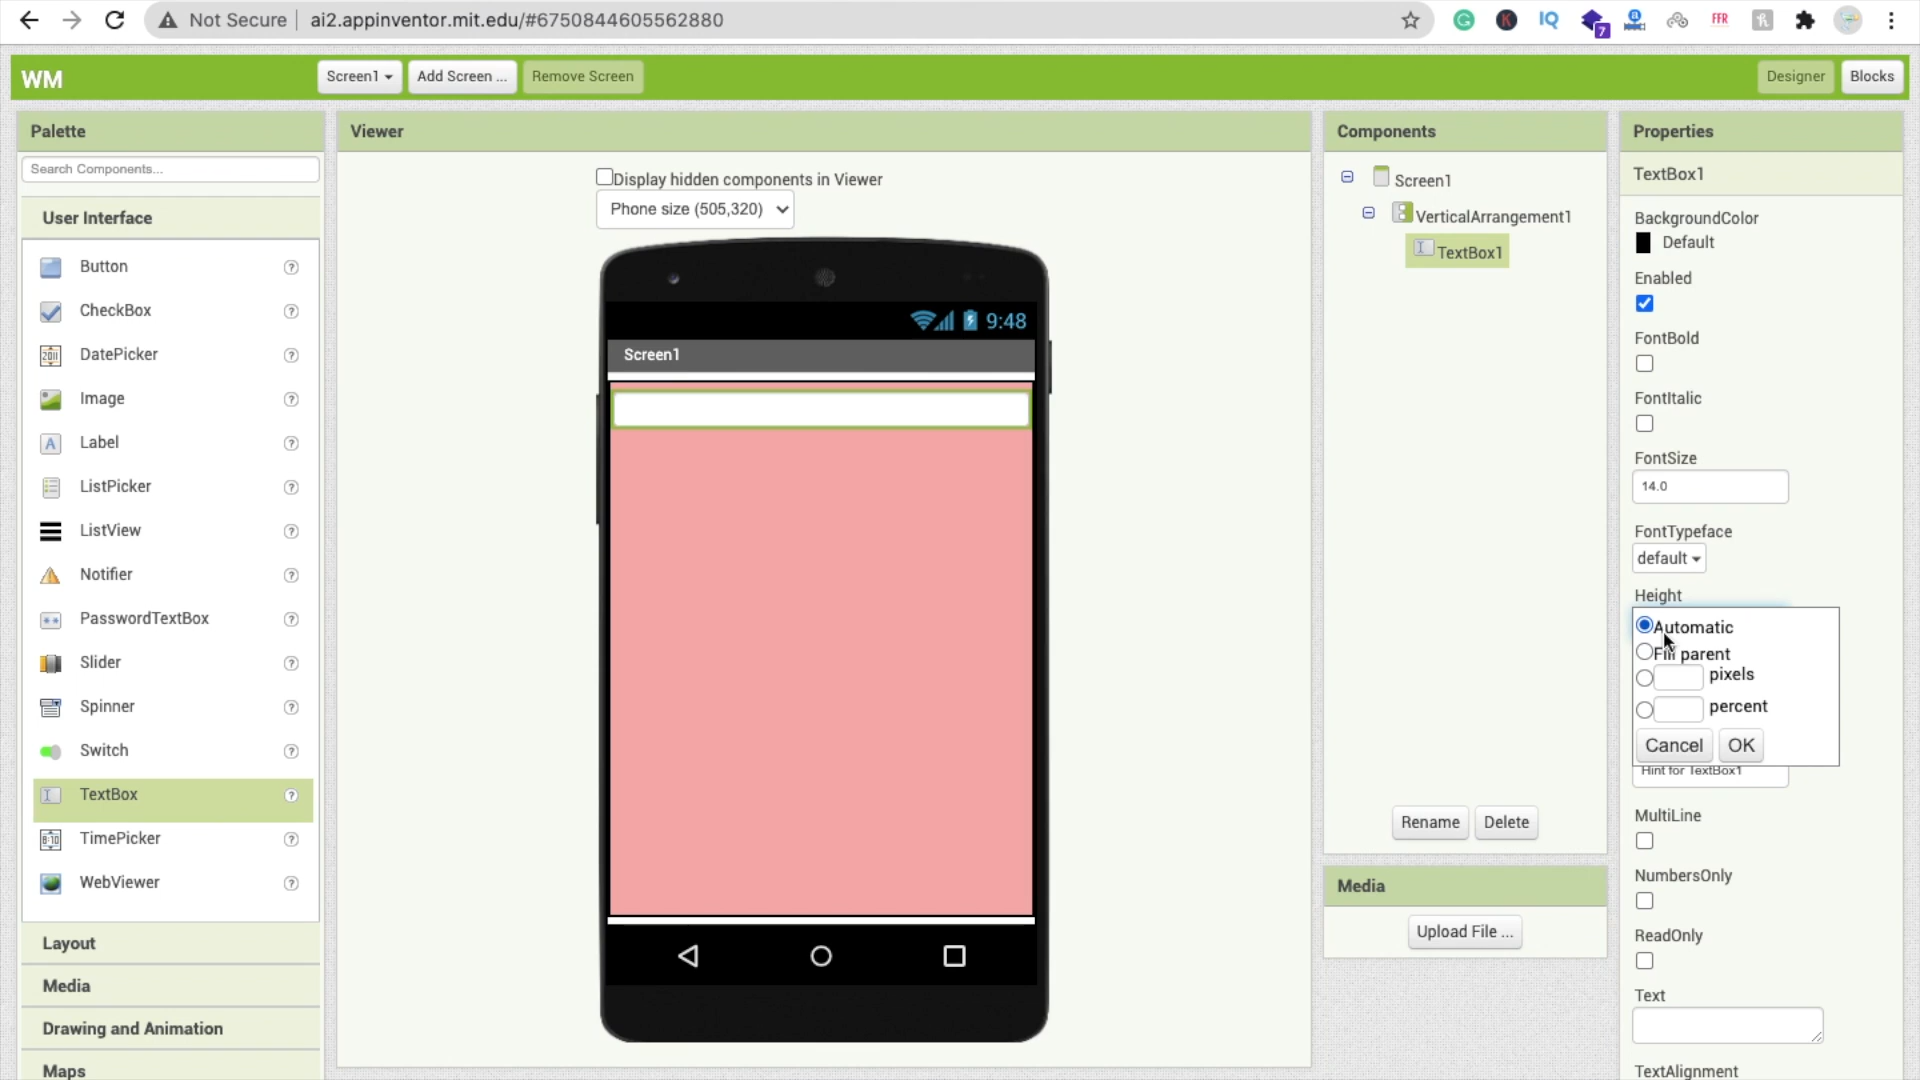 Not Secure | ai2.appinventor.mit.edu/#6750844605562880
IQ
7
FFR
WM
Screen1
Add Screen ...
Remove Screen
Designer
Blocks
Palette
Search Components...
User Interface
Button
CheckBox
DatePicker
Image
Label
ListPicker
ListView
Notifier
PasswordTextBox
Slider
Spinner
Switch
TextBox
TimePicker
WebViewer
Layout
Media
Drawing and Animation
Maps
Viewer
Display hidden components in Viewer
Phone size (505,320)
9:48
Screen1
Components
Screen1
VerticalArrangement1
TextBox1
Rename
Delete
Media
Upload File ...
Properties
TextBox1
BackgroundColor
Default
Enabled
FontBold
FontItalic
FontSize
14.0
FontTypeface
default
Height
Automatic
Fill parent
pixels
percent
Cancel
OK
Hint for TextBox1
MultiLine
NumbersOnly
ReadOnly
Text
TextAlignment